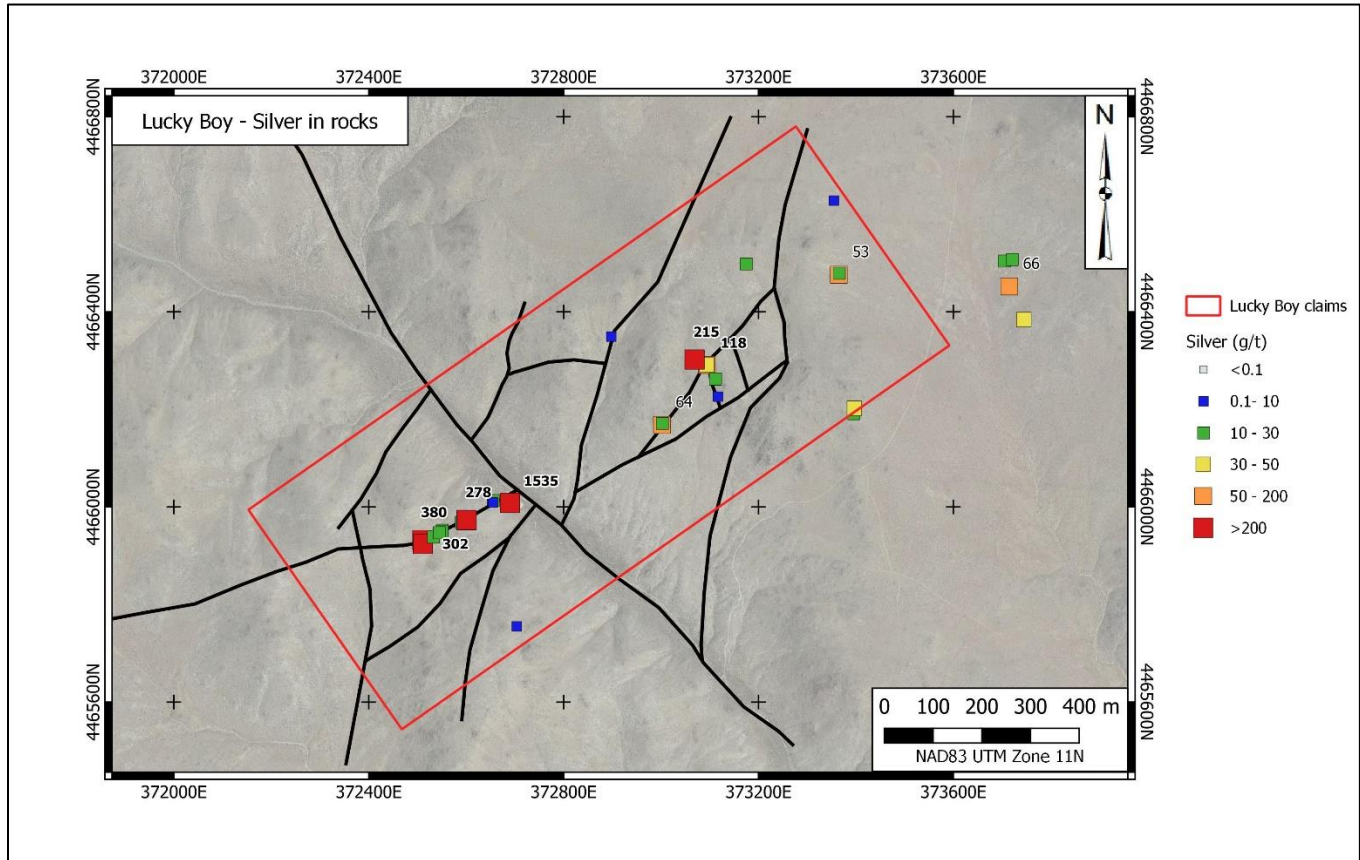 372000E
372400E
372800E
373200E
373600E
Lucky Boy - Silver in rocks
N
4466800N
4466800N
53
66
4466400N
4466400N
215
118
64
1535
278
380
302
4466000N
4466000N
4465600N
4465600N
0 100 200 300 400 m
NAD83 UTM Zone 11N
372000E
372400E
372800E
373200E
373600E
Lucky Boy claims
Silver (g/t)
<0.1
0.1- 10
10 - 30
30 - 50
50 - 200
>200